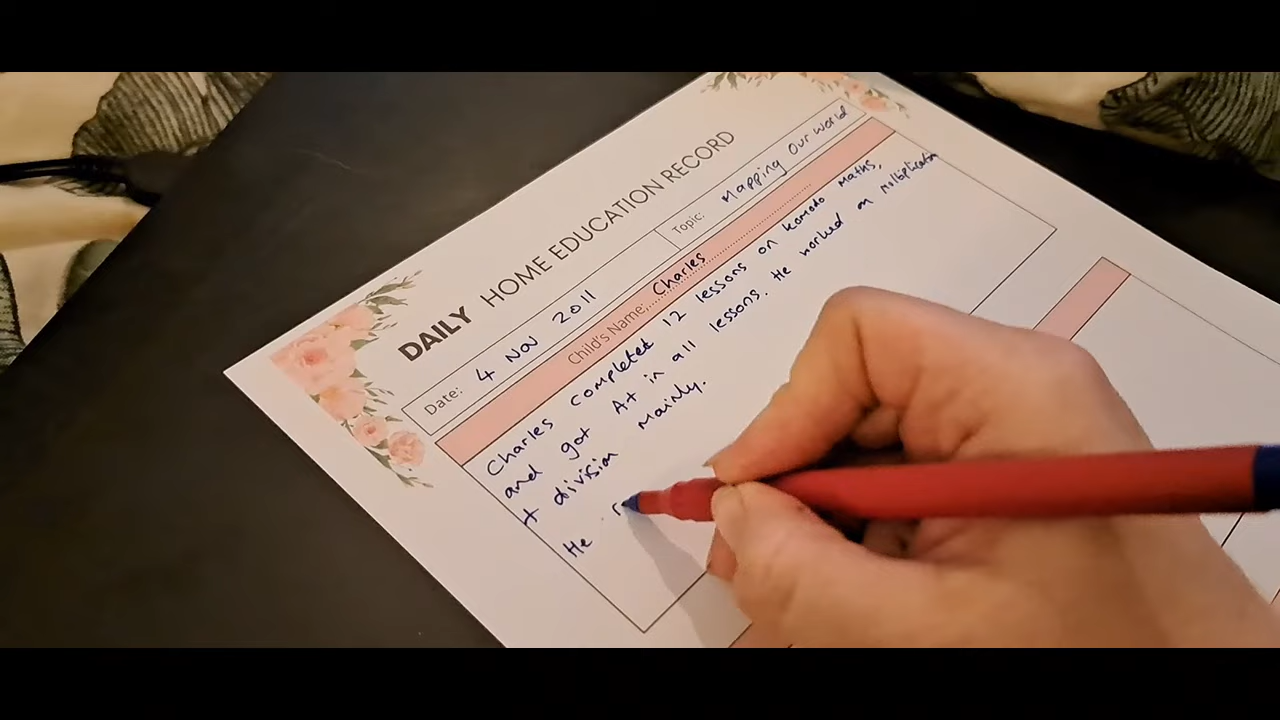 DAILY HOME EDUCATION RECORD
Date: 4 Nov 2011 Topic: Mapping Our World
Child's Name: Charles
Charles completed 12 lessons on komodo maths,
and got A+ in all lessons. He worked on Multiplication
+ division mainly.
He